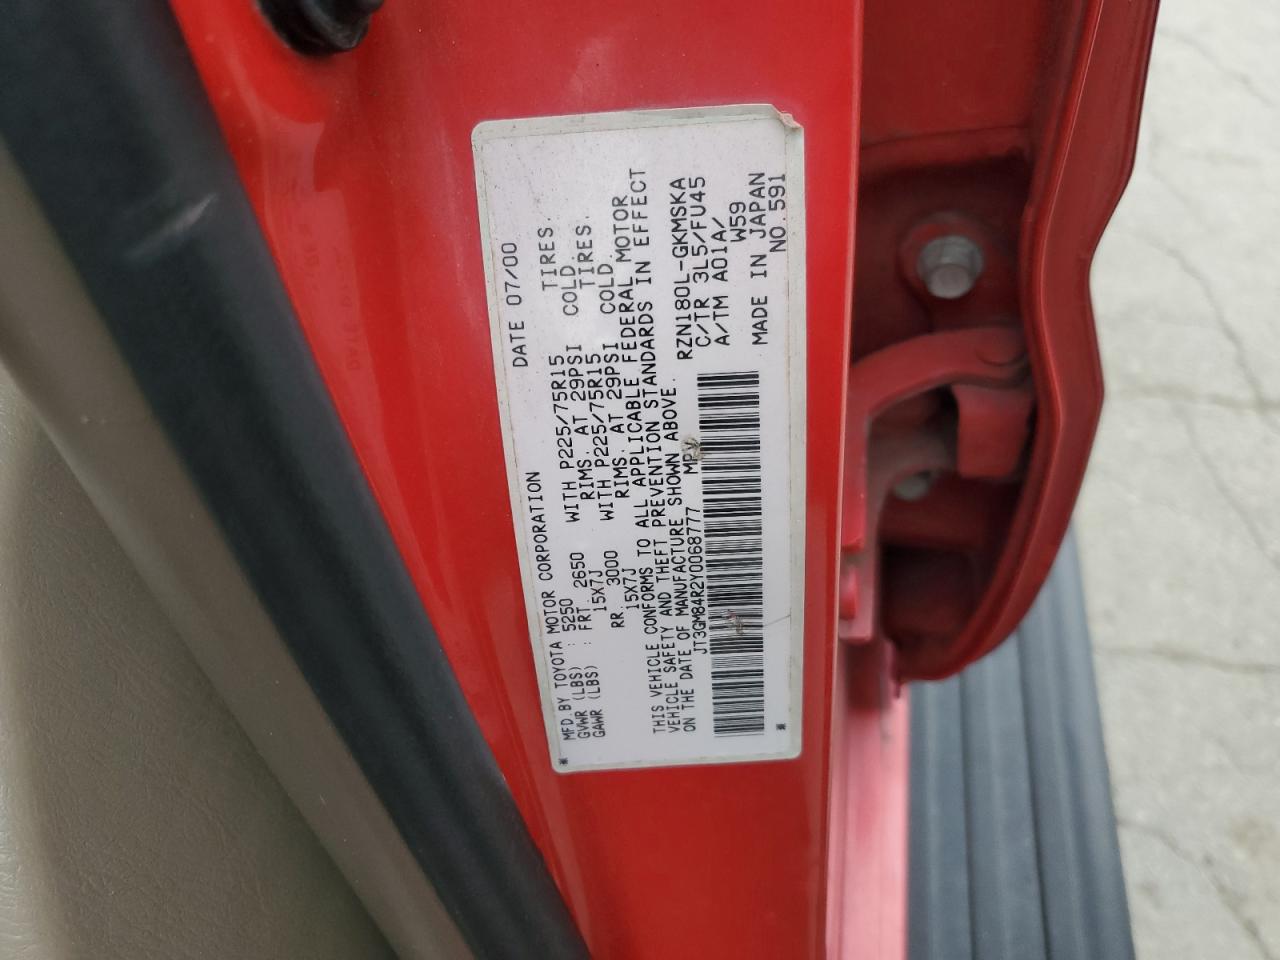 DATE 07/00
MFD. BY TOYOTA MOTOR CORPORATION
GVWR (LBS) : 5250 WITH P225/75R15 TIRES.
GAWR (LBS) : FRT 2650 RIMS. AT 29PSI COLD.
15X7J WITH P225/75R15 TIRES.
RR. 3000 RIMS. AT 29PSI COLD.
15X7J
THIS VEHICLE CONFORMS TO ALL APPLICABLE FEDERAL MOTOR
VEHICLE SAFETY AND THEFT PREVENTION STANDARDS IN EFFECT
ON THE DATE OF MANUFACTURE SHOWN ABOVE.
JT3GM84R2Y0068777 MPV
RZN180L-GKMSKA
C/TR 3L5/FU45
A/TM A01A/
W59
MADE IN JAPAN
NO.591